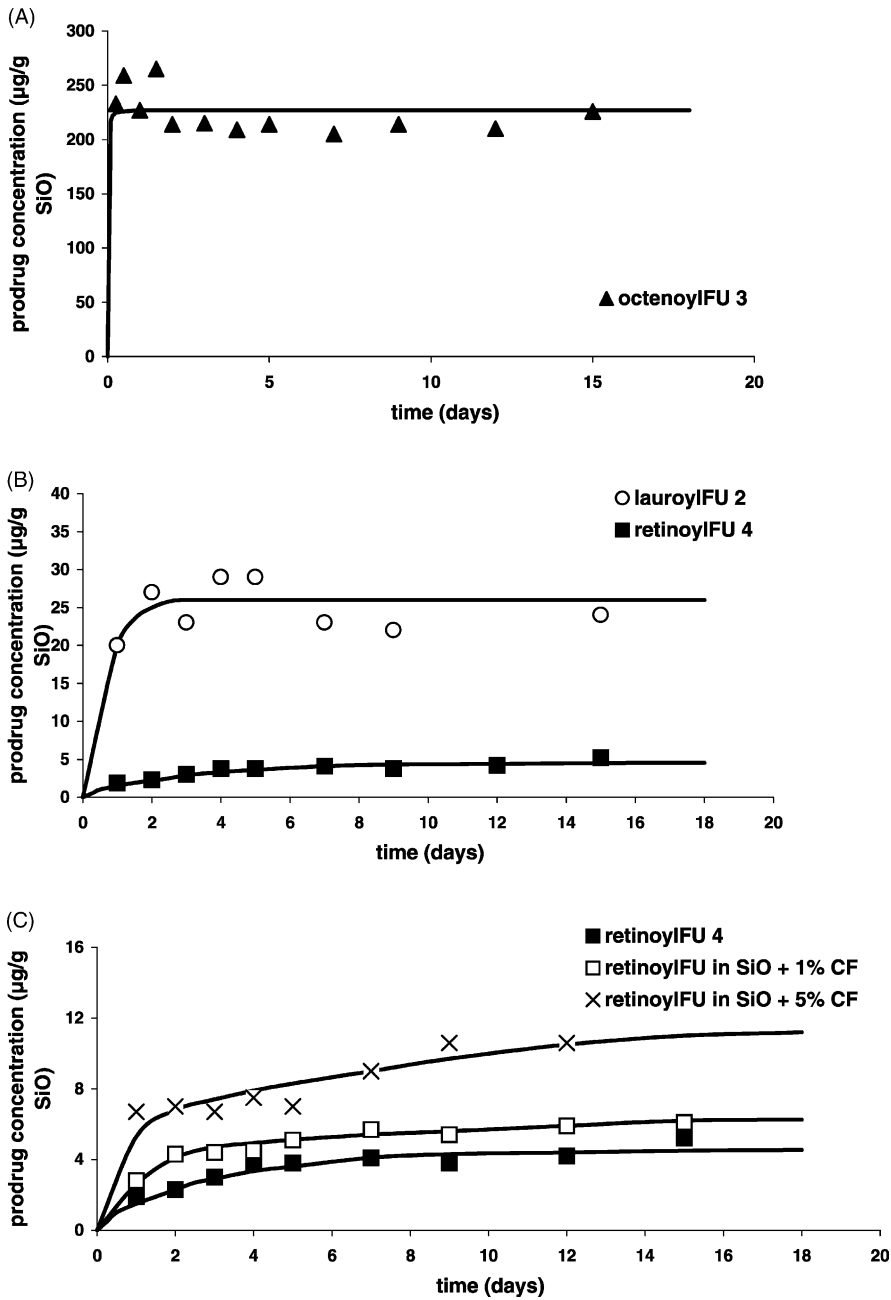 (A)
prodrug concentration (µg/g
SiO)
300
250
200
150
100
50
0
0 5 10 15 20
time (days)
octenoylFU 3
(B)
prodrug concentration (µg/g
SiO)
40
35
30
25
20
15
10
5
0
0 2 4 6 8 10 12 14 16 18 20
time (days)
lauroylFU 2
retinoylFU 4
(C)
prodrug concentration (µg/g
SiO)
16
12
8
4
0
0 2 4 6 8 10 12 14 16 18 20
time (days)
retinoylFU 4
retinoylFU in SiO + 1% CF
retinoylFU in SiO + 5% CF